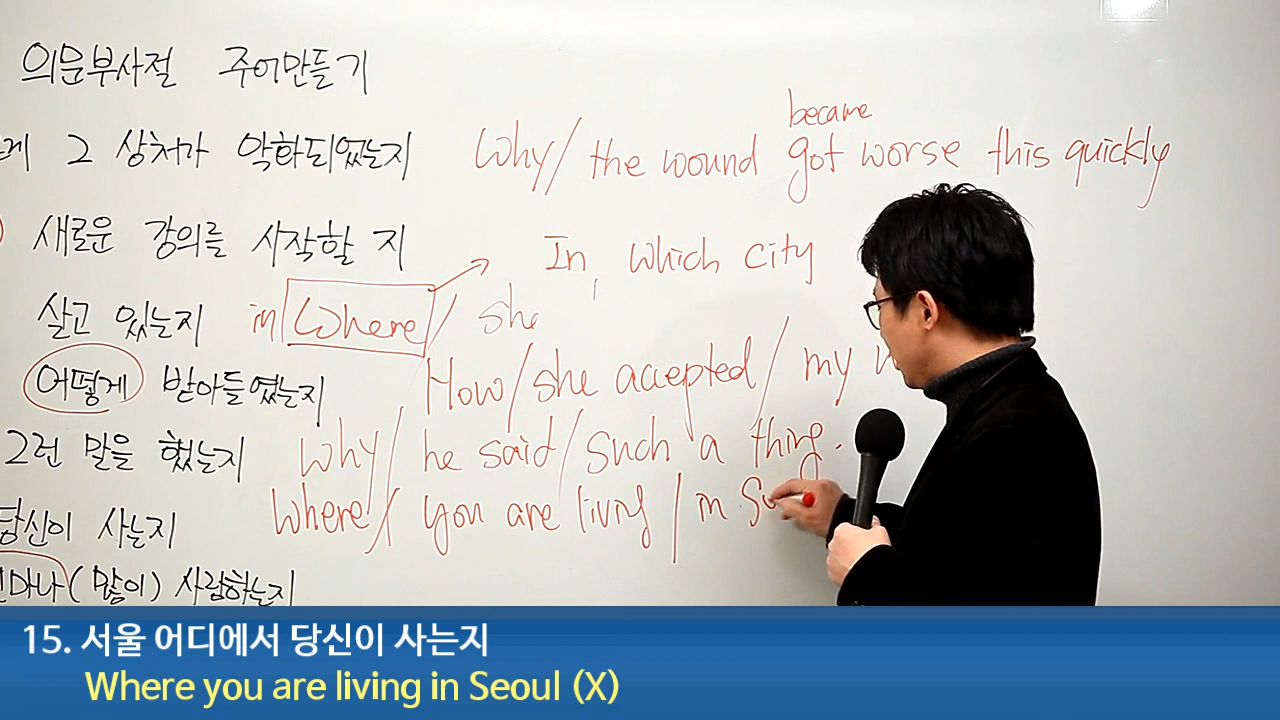 의문부사절 주어만들기
became
게 그 상처가 악화되었는지 Why/ the wound got worse this quickly
새로운 강의를 시작할 지 In which city
살고 있는지 in Where / she
어떻게 받아들였는지 How/she accepted/ my
그런 말을 했는지 why/ he said/such a thing.
당신이 사는지 where/ you are living / in
(많이) 사랑하는지
15. 서울 어디에서 당신이 사는지
Where you are living in Seoul (X)